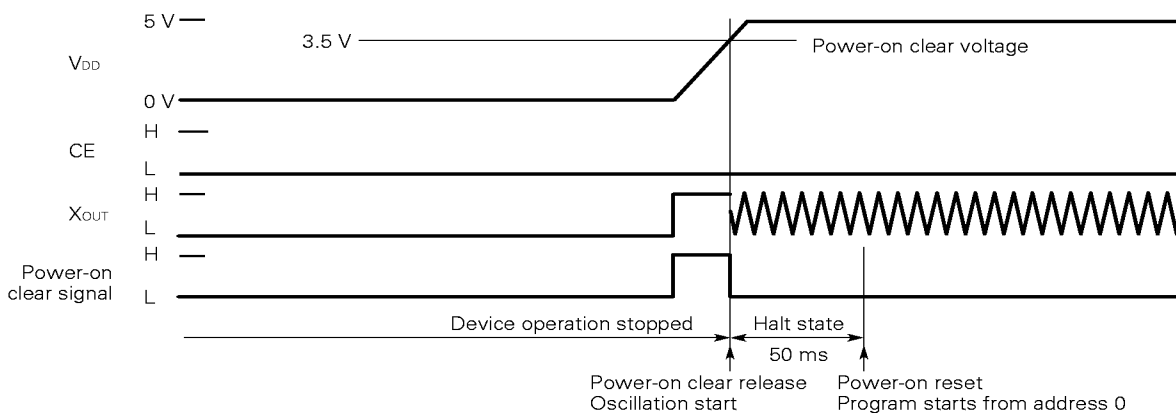 5 V
3.5 V
Power-on clear voltage
VDD
0 V
H
CE
L
H
XOUT
L
H
Power-on
clear signal
L
Device operation stopped
Halt state
50 ms
Power-on clear release
Oscillation start
Power-on reset
Program starts from address 0